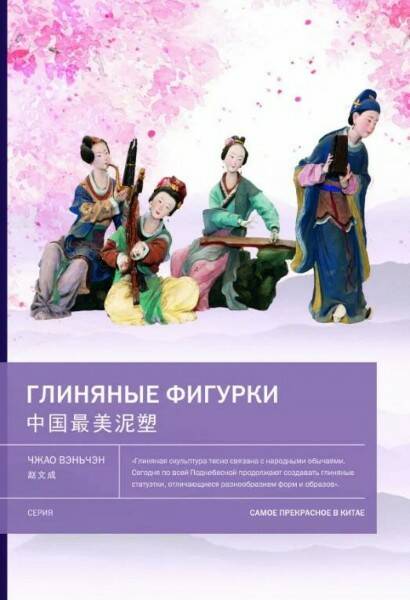 ГЛИНЯНЫЕ ФИГУРКИ
中国最美泥塑
ЧЖАО ВЭНЬЧЭН
赵文成
«Глиняная скульптура тесно связана с народными обычаями.
Сегодня по всей Поднебесной продолжают создавать глиняные
статуэтки, отличающиеся разнообразием форм и образов».
СЕРИЯ
САМОЕ ПРЕКРАСНОЕ В КИТАЕ